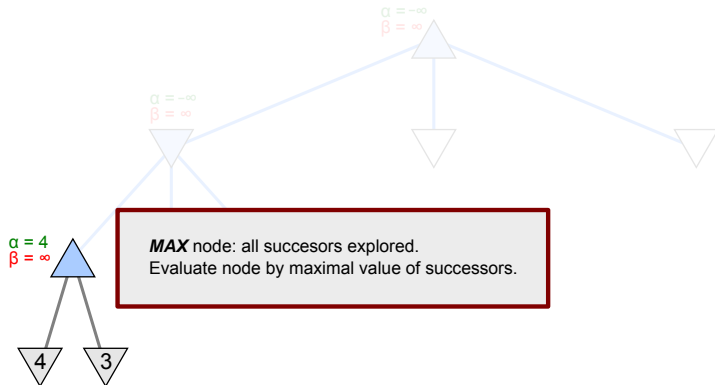 α = -∞
β = ∞
α = -∞
β = ∞
MAX node: all succesors explored.
Evaluate node by maximal value of successors.
α = 4
β = ∞
4
3